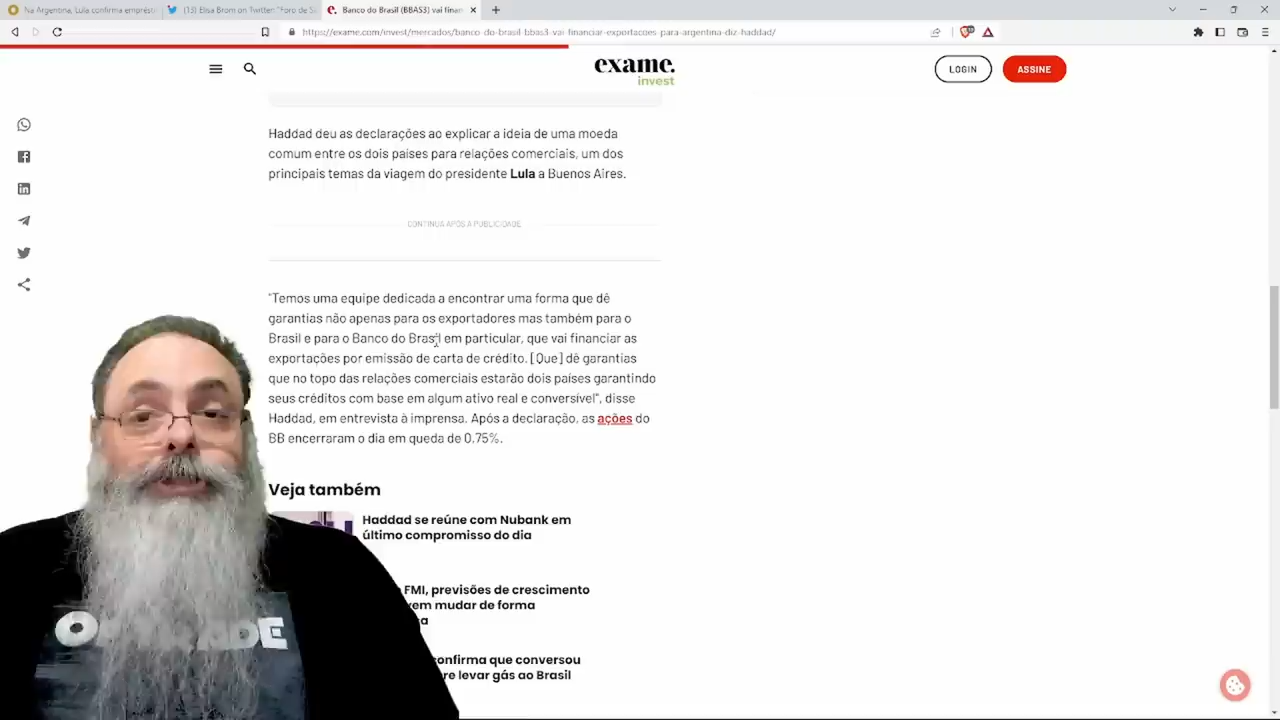 Na Argentina, Lula confirma emprésti
(13) Elisa Brom on Twitter: "Foro de Sã
Banco do Brasil (BBAS3) vai finan
https://exame.com/invest/mercados/banco-do-brasil-bbas3-vai-financiar-exportacoes-para-argentina-diz-haddad/
exame.
invest
LOGIN
ASSINE
Haddad deu as declarações ao explicar a ideia de uma moeda
comum entre os dois países para relações comerciais, um dos
principais temas da viagem do presidente Lula a Buenos Aires.
CONTINUA APÓS A PUBLICIDADE
"Temos uma equipe dedicada a encontrar uma forma que dê
garantias não apenas para os exportadores mas também para o
Brasil e para o Banco do Brasil em particular, que vai financiar as
exportações por emissão de carta de crédito. [Que] dê garantias
que no topo das relações comerciais estarão dois países garantindo
seus créditos com base em algum ativo real e conversível", disse
Haddad, em entrevista à imprensa. Após a declaração, as ações do
BB encerraram o dia em queda de 0.75%.
Veja também
Haddad se reúne com Nubank em
último compromisso do dia
FMI, previsões de crescimento
mudar de forma
confirma que conversou
levar gás ao Brasil